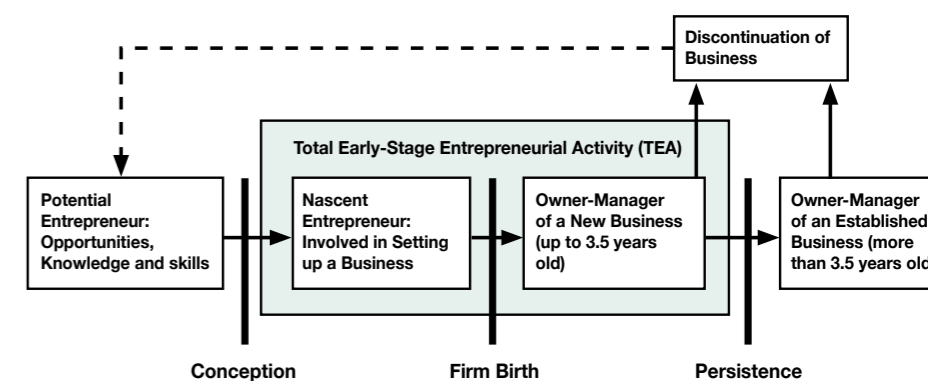 Discontinuation of
Business
Total Early-Stage Entrepreneurial Activity (TEA)
Potential
Entrepreneur:
Opportunities,
Knowledge and skills
Nascent
Entrepreneur:
Involved in Setting
up a Business
Owner-Manager
of a New Business
(up to 3.5 years
old)
Owner-Manager
of an Established
Business (more
than 3.5 years old
Conception
Firm Birth
Persistence